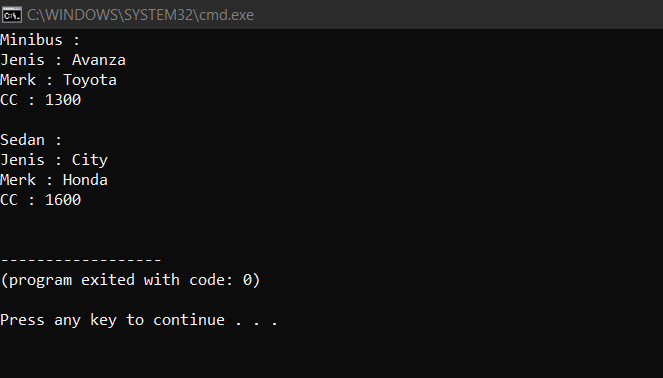 C:\WINDOWS\SYSTEM32\cmd.exe
Minibus :
Jenis : Avanza
Merk : Toyota
CC : 1300
Sedan :
Jenis : City
Merk : Honda
CC : 1600
------------------
(program exited with code: 0)
Press any key to continue . . .